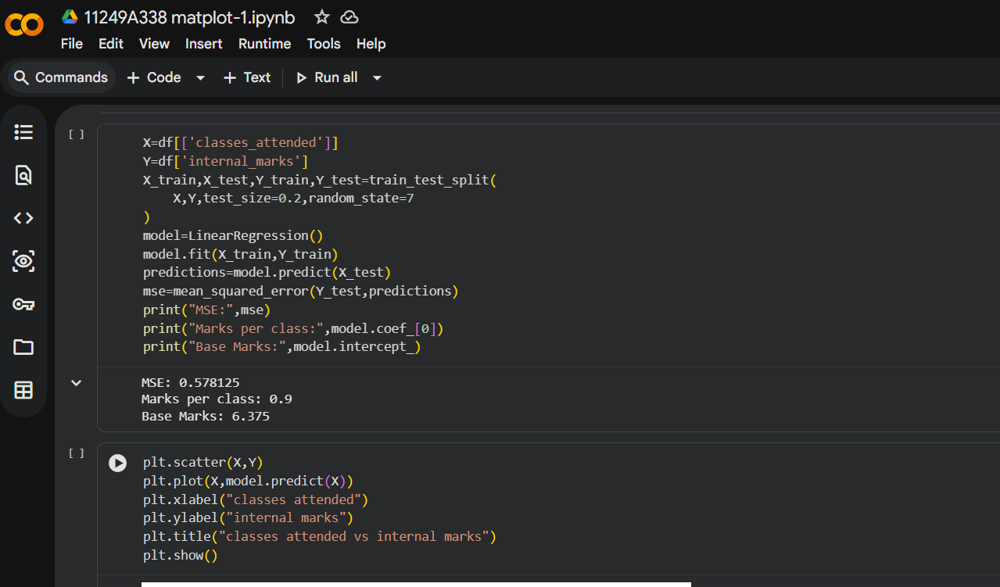 11249A338 matplot-1.ipynb
File Edit View Insert Runtime Tools Help
Commands + Code + Text Run all
[ ]
X=df[['classes_attended']]
Y=df['internal_marks']
X_train,X_test,Y_train,Y_test=train_test_split(
    X,Y,test_size=0.2,random_state=7
)
model=LinearRegression()
model.fit(X_train,Y_train)
predictions=model.predict(X_test)
mse=mean_squared_error(Y_test,predictions)
print("MSE:",mse)
print("Marks per class:",model.coef_[0])
print("Base Marks:",model.intercept_)
MSE: 0.578125
Marks per class: 0.9
Base Marks: 6.375
[ ]
plt.scatter(X,Y)
plt.plot(X,model.predict(X))
plt.xlabel("classes attended")
plt.ylabel("internal marks")
plt.title("classes attended vs internal marks")
plt.show()